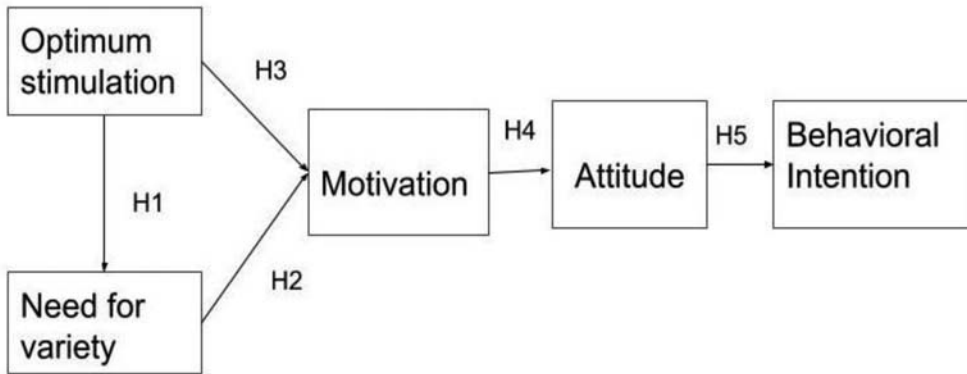 Optimum
stimulation
H3
H1
Need for
variety
H2
Motivation
H4
Attitude
H5
Behavioral
Intention